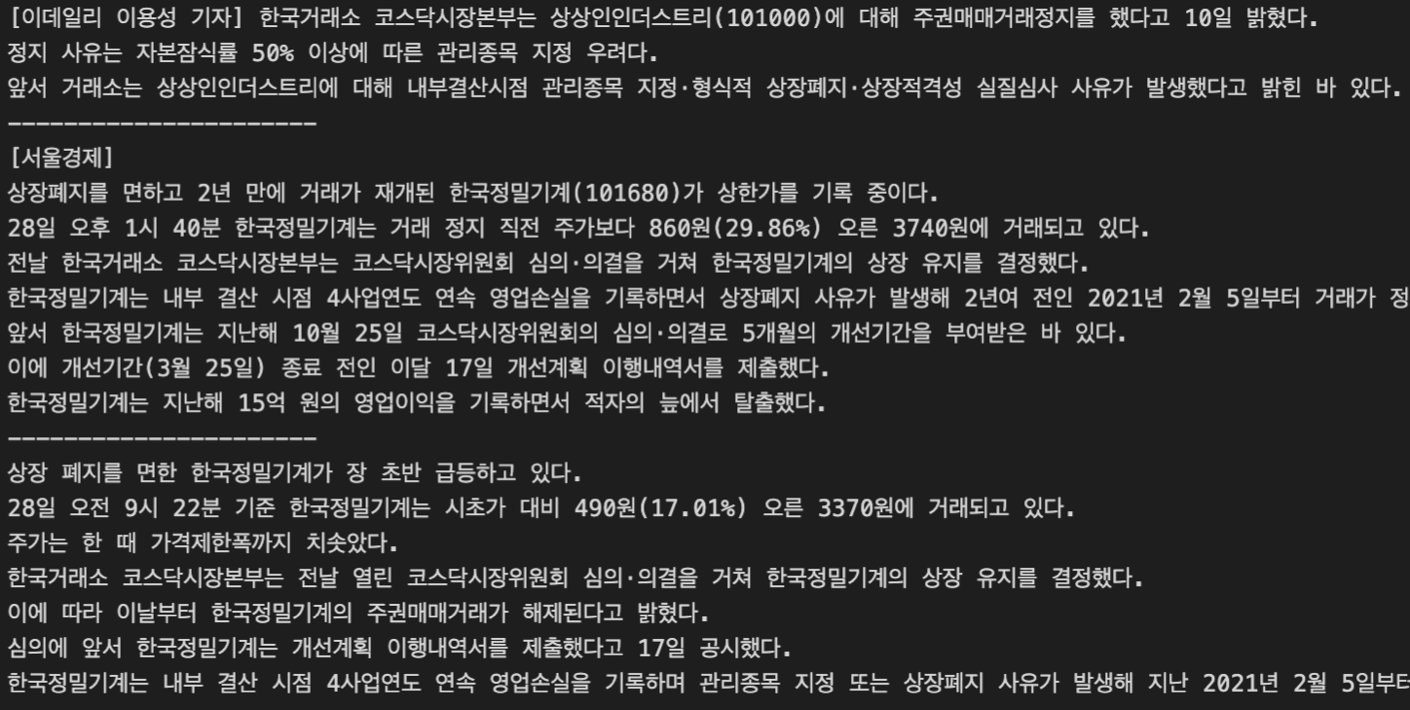 [이데일리 이용성 기자] 한국거래소 코스닥시장본부는 상상인인더스트리(101000)에 대해 주권매매거래정지를 했다고 10일 밝혔다.
정지 사유는 자본잠식률 50% 이상에 따른 관리종목 지정 우려다.
앞서 거래소는 상상인인더스트리에 대해 내부결산시점 관리종목 지정·형식적 상장폐지·상장적격성 실질심사 사유가 발생했다고 밝힌 바 있다.
----------------------
[서울경제]
상장폐지를 면하고 2년 만에 거래가 재개된 한국정밀기계(101680)가 상한가를 기록 중이다.
28일 오후 1시 40분 한국정밀기계는 거래 정지 직전 주가보다 860원(29.86%) 오른 3740원에 거래되고 있다.
전날 한국거래소 코스닥시장본부는 코스닥시장위원회 심의·의결을 거쳐 한국정밀기계의 상장 유지를 결정했다.
한국정밀기계는 내부 결산 시점 4사업연도 연속 영업손실을 기록하면서 상장폐지 사유가 발생해 2년여 전인 2021년 2월 5일부터 거래가 정
앞서 한국정밀기계는 지난해 10월 25일 코스닥시장위원회의 심의·의결로 5개월의 개선기간을 부여받은 바 있다.
이에 개선기간(3월 25일) 종료 전인 이달 17일 개선계획 이행내역서를 제출했다.
한국정밀기계는 지난해 15억 원의 영업이익을 기록하면서 적자의 늪에서 탈출했다.
----------------------
상장 폐지를 면한 한국정밀기계가 장 초반 급등하고 있다.
28일 오전 9시 22분 기준 한국정밀기계는 시초가 대비 490원(17.01%) 오른 3370원에 거래되고 있다.
주가는 한 때 가격제한폭까지 치솟았다.
한국거래소 코스닥시장본부는 전날 열린 코스닥시장위원회 심의·의결을 거쳐 한국정밀기계의 상장 유지를 결정했다.
이에 따라 이날부터 한국정밀기계의 주권매매거래가 해제된다고 밝혔다.
심의에 앞서 한국정밀기계는 개선계획 이행내역서를 제출했다고 17일 공시했다.
한국정밀기계는 내부 결산 시점 4사업연도 연속 영업손실을 기록하며 관리종목 지정 또는 상장폐지 사유가 발생해 지난 2021년 2월 5일부터